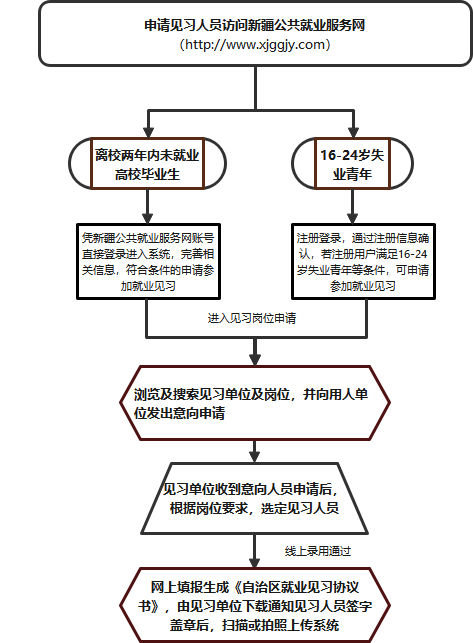 申请见习人员访问新疆公共就业服务网
（http://www.xjggjy.com）
离校两年内未就业
高校毕业生
16-24岁失
业青年
凭新疆公共就业服务网账号
直接登录进入系统，完善相
关信息，符合条件的申请参
加就业见习
注册登录，通过注册信息确
认，若注册用户满足16-24
岁失业青年等条件，可申请
参加就业见习
进入见习岗位申请
浏览及搜索见习单位及岗位，并向用人单
位发出意向申请
见习单位收到意向人员申请后，
根据岗位要求，选定见习人员
线上录用通过
网上填报生成《自治区就业见习协议
书》，由见习单位下载通知见习人员签字
盖章后，扫描或拍照上传系统